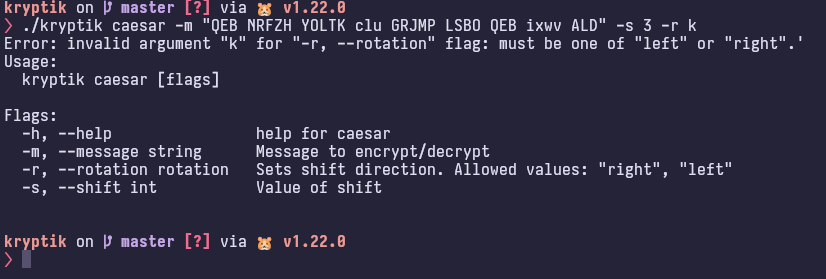 kryptik on  master [?] via 🐹 v1.22.0
❯ ./kryptik caesar -m "QEB NRFZH YOLTK clu GRJMP LSBO QEB ixwv ALD" -s 3 -r k
Error: invalid argument "k" for "-r, --rotation" flag: must be one of "left" or "right".'
Usage:
  kryptik caesar [flags]

Flags:
  -h, --help                help for caesar
  -m, --message string      Message to encrypt/decrypt
  -r, --rotation rotation   Sets shift direction. Allowed values: "right", "left"
  -s, --shift int           Value of shift

kryptik on  master [?] via 🐹 v1.22.0
❯